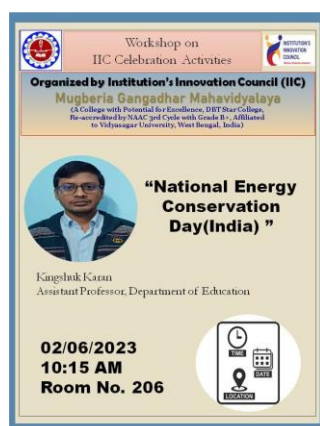 Workshop on
IIC Celebration Activities
INSTITUTION'S
INNOVATION
COUNCIL
Organized by Institution's Innovation Council (IIC)
Mugberia Gangadhar Mahavidyalaya
(A College with Potential for Excellence, DBT Star College,
Re-accredited by NAAC 3rd Cycle with Grade B+, Affiliated
to Vidyasagar University, West Bengal, India)
"National Energy
Conservation
Day(India) "
Kingshuk Karan
Assistant Professor, Department of Education
02/06/2023
10:15 AM
Room No. 206
TIME
DATE
LOCATION